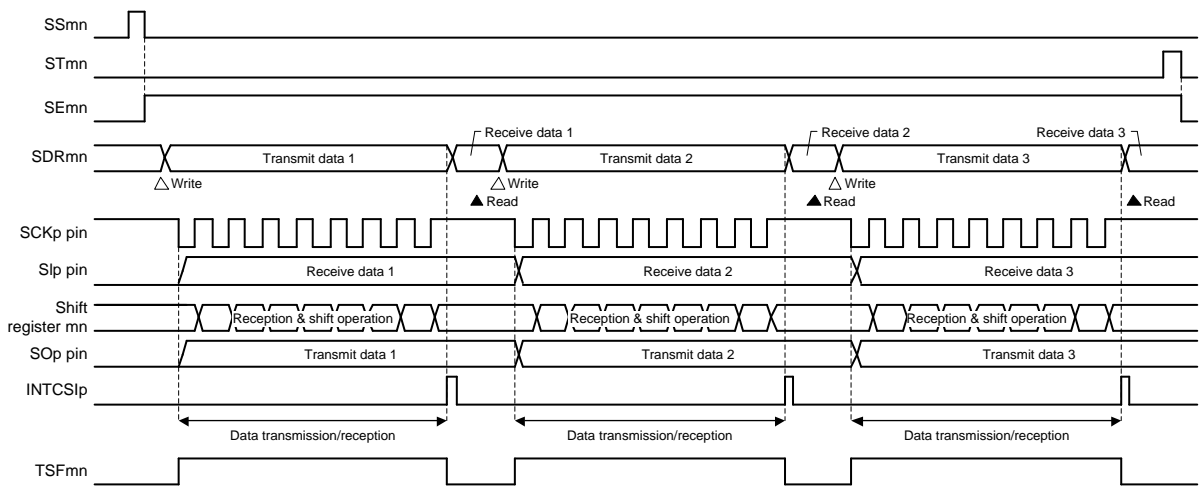 SSmn
STmn
SEmn
Receive data 1 Receive data 2 Receive data 3
SDRmn Transmit data 1 Transmit data 2 Transmit data 3
Write Write Write
Read Read Read
SCKp pin
SIp pin Receive data 1 Receive data 2 Receive data 3
Shift
register mn Reception & shift operation Reception & shift operation Reception & shift operation
SOp pin Transmit data 1 Transmit data 2 Transmit data 3
INTCSIp
Data transmission/reception Data transmission/reception Data transmission/reception
TSFmn